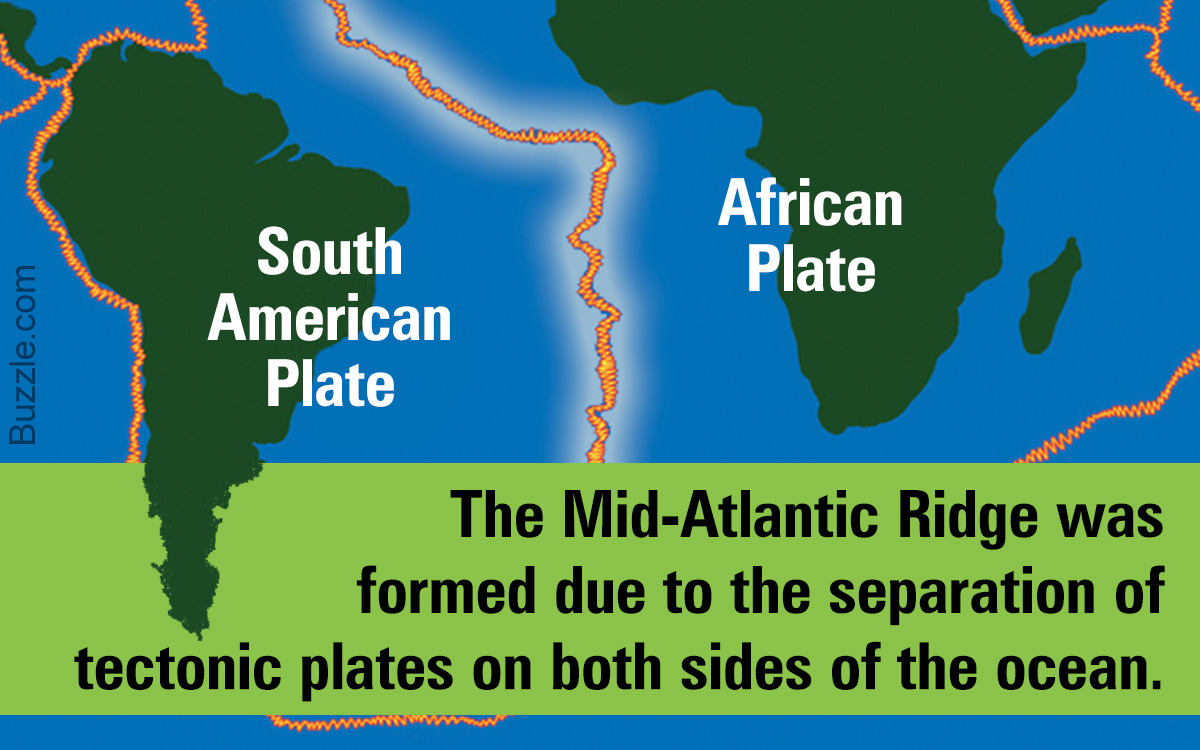 African
Plate
South
American
Plate
Buzzle.com
The Mid-Atlantic Ridge was
formed due to the separation of
tectonic plates on both sides of the ocean.